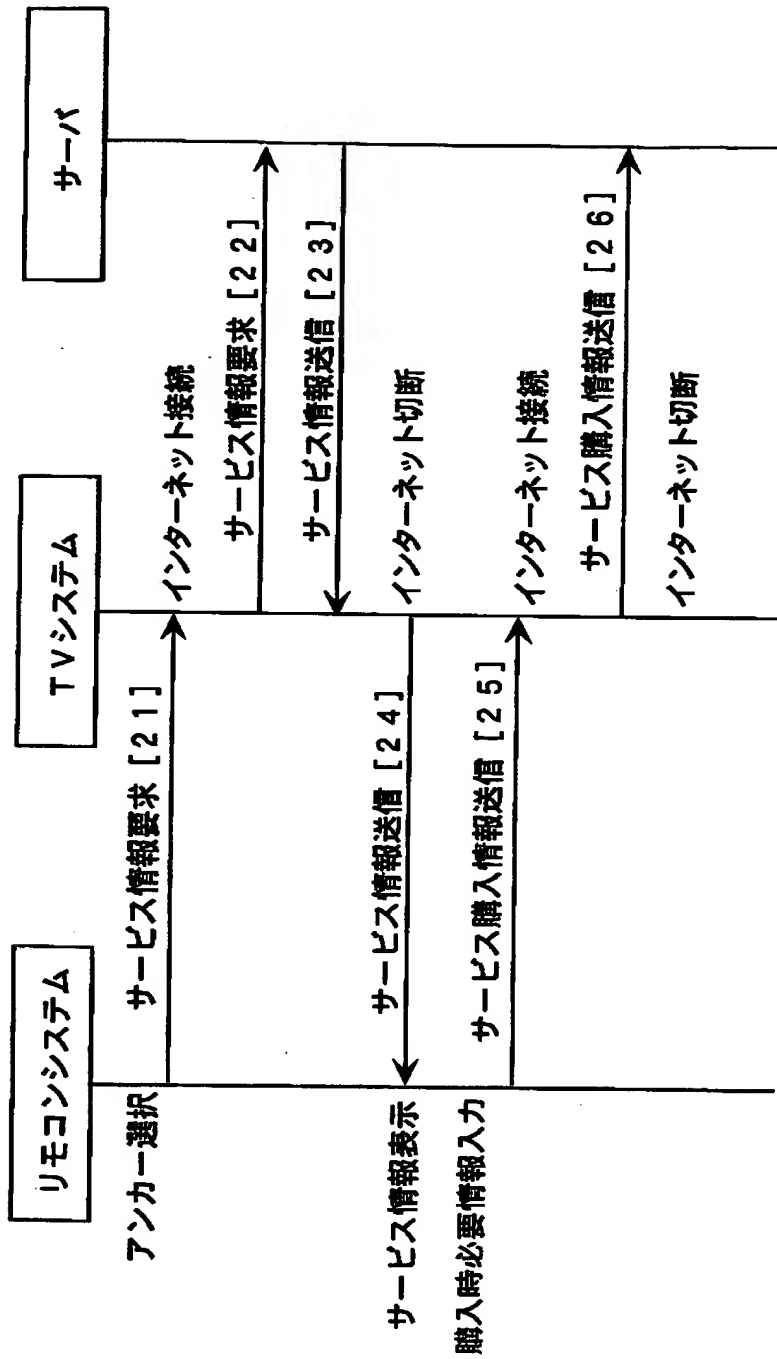 リモコンシステム
TVシステム
サーバ
アンカー選択
サービス情報要求 [21]
インターネット接続
サービス情報要求 [22]
サービス情報送信 [23]
サービス情報表示
サービス情報送信 [24]
インターネット切断
購入時必要情報入力
サービス購入情報送信 [25]
インターネット接続
サービス購入情報送信 [26]
インターネット切断